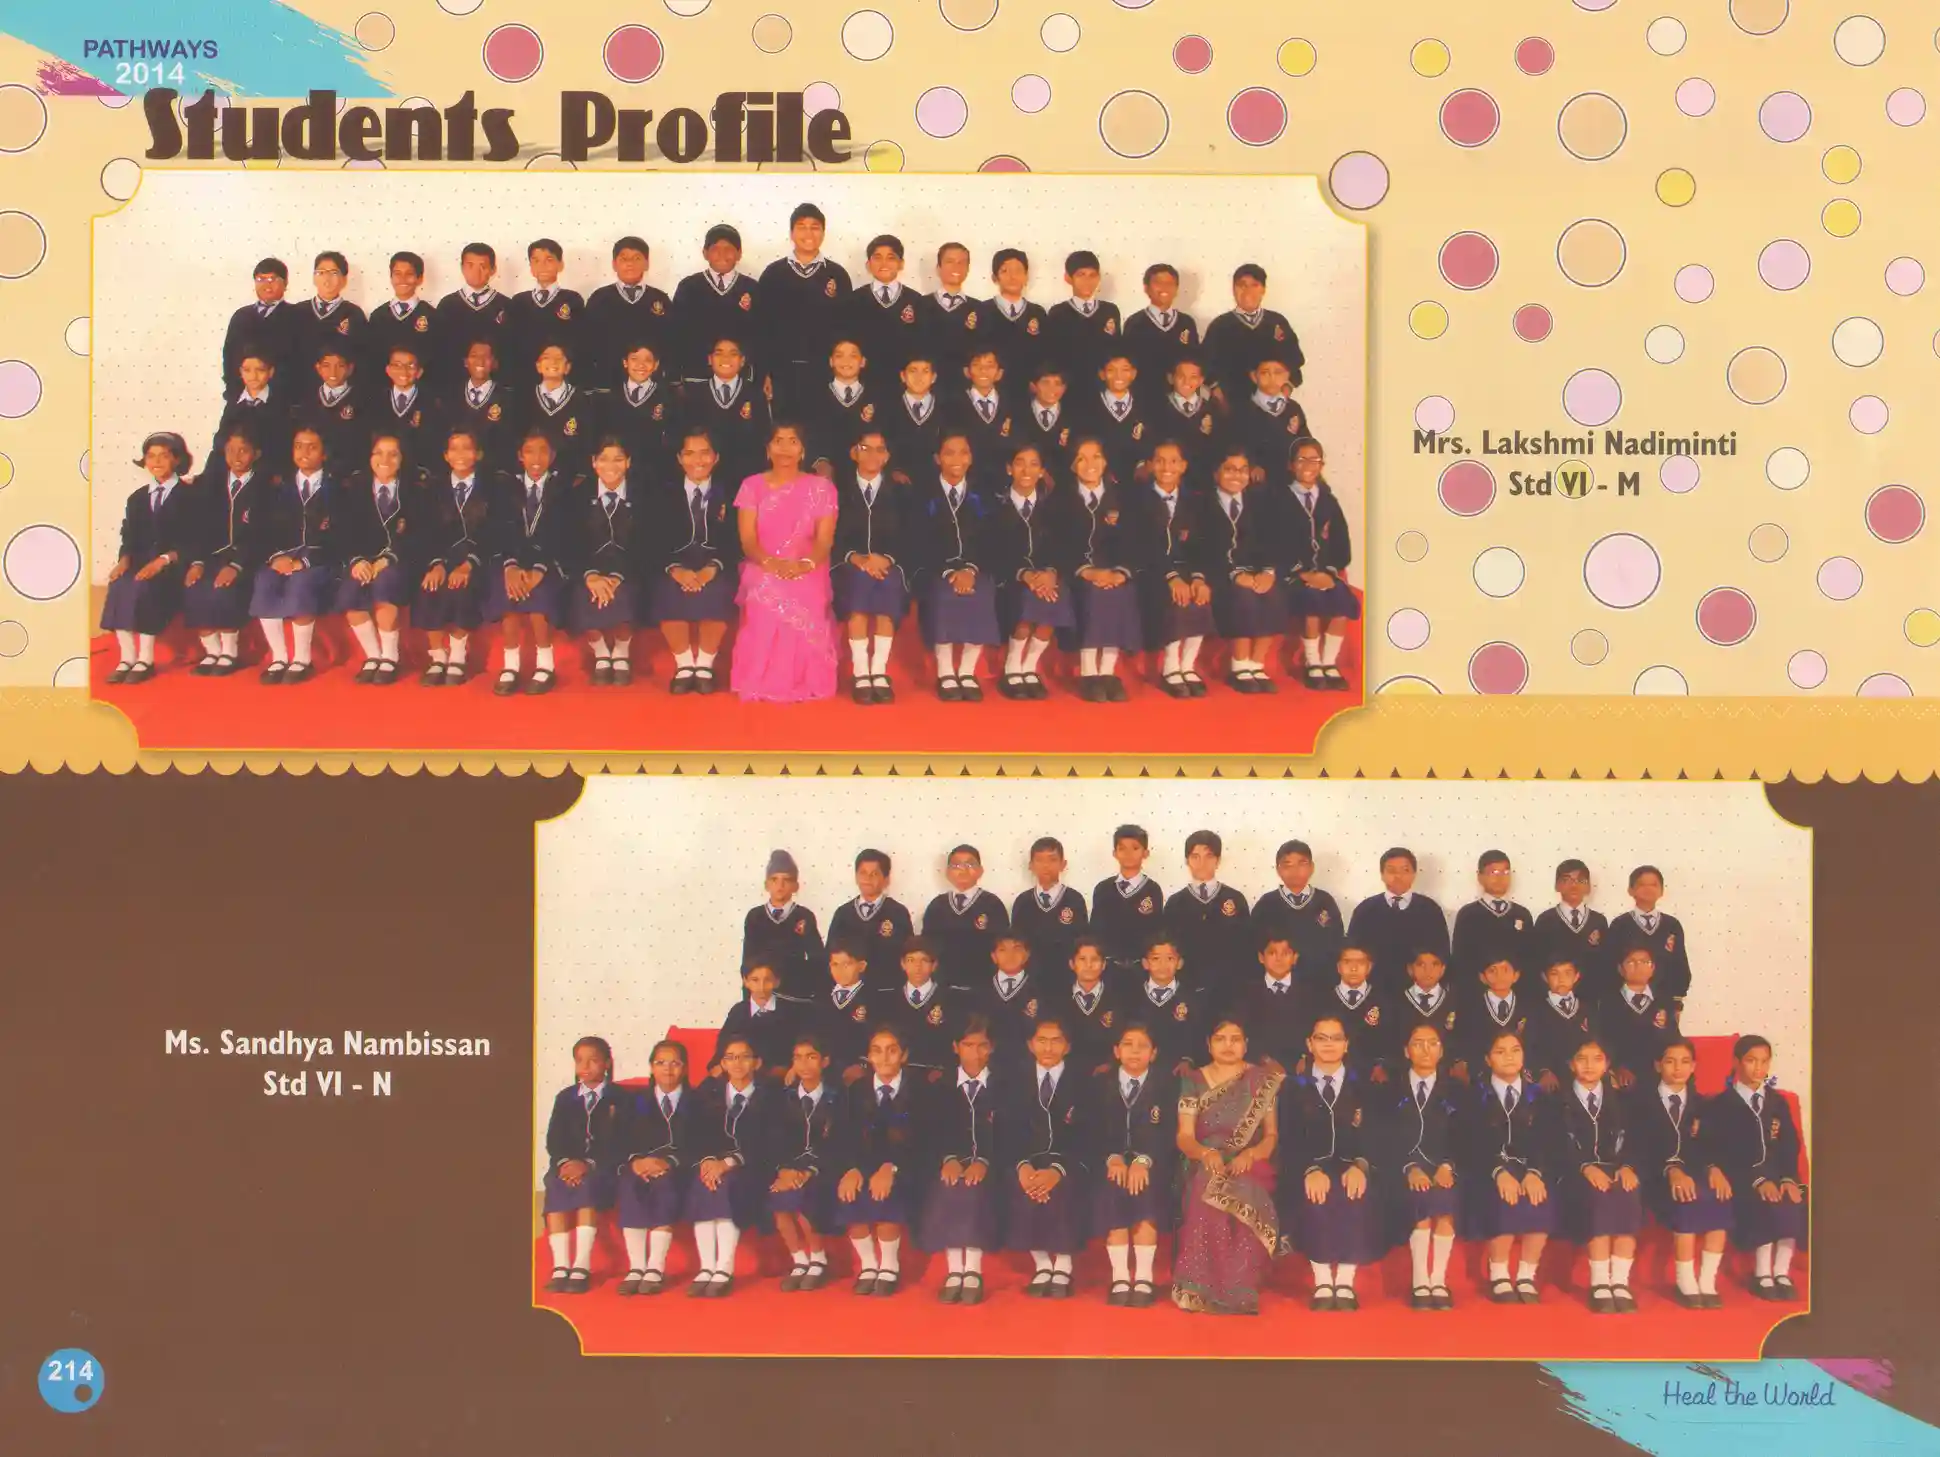 PATHWAYS
2014
Students Profile
Mrs. Lakshmi Nadiminti
Std VI - M
Ms. Sandhya Nambissan
Std VI - N
214
Heal the World